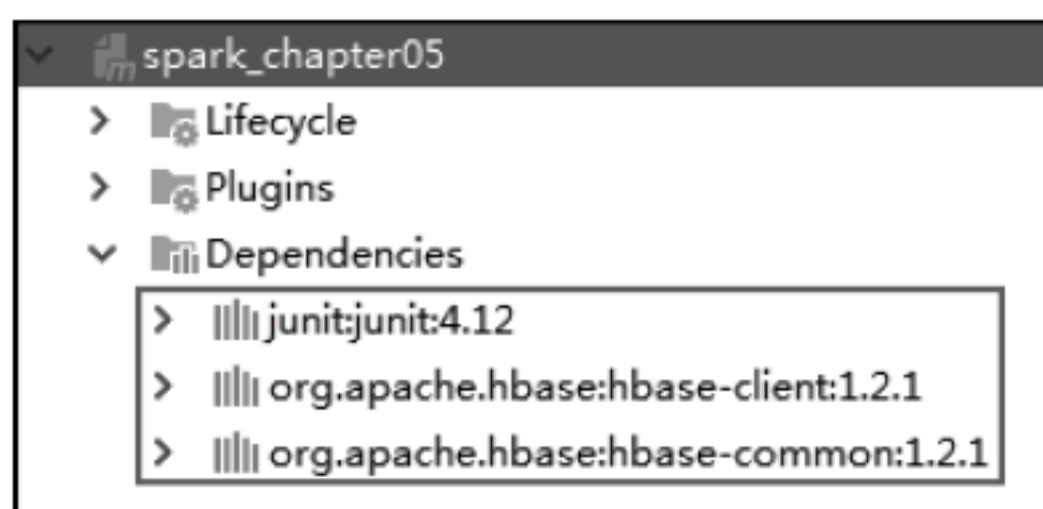 spark_chapter05
Lifecycle
Plugins
Dependencies
junit:junit:4.12
org.apache.hbase:hbase-client:1.2.1
org.apache.hbase:hbase-common:1.2.1